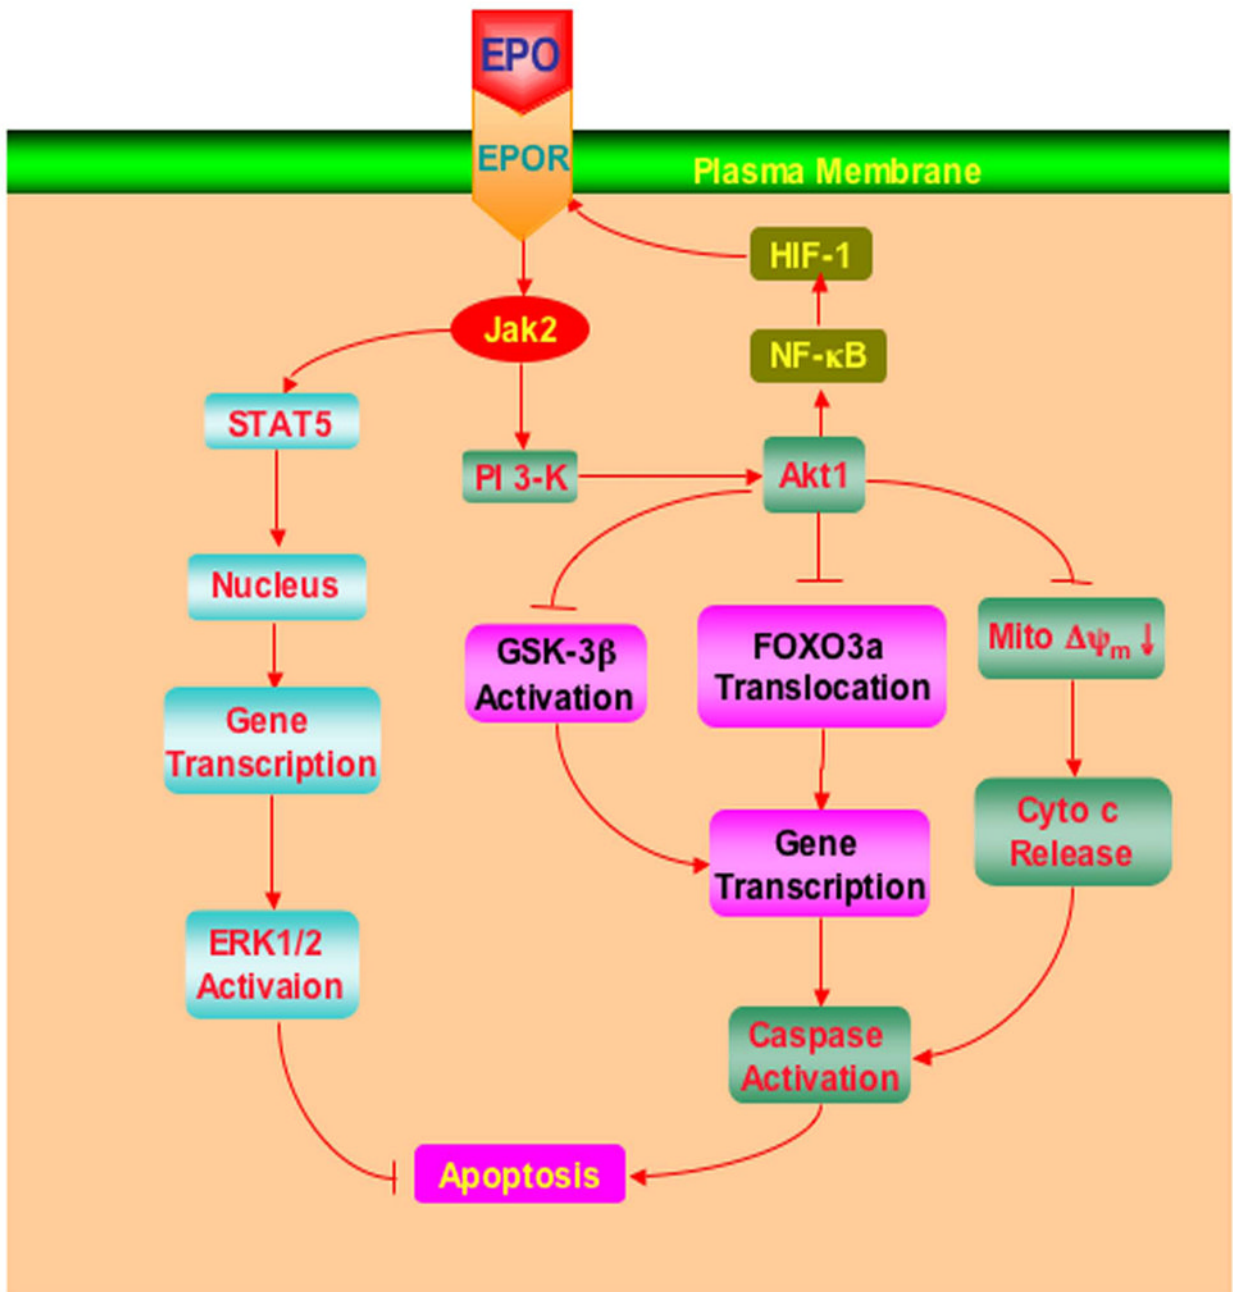 EPO
EPOR
Plasma Membrane
HIF-1
Jak2
NF-κB
STAT5
PI 3-K
Akt1
Nucleus
GSK-3β
Activation
FOXO3a
Translocation
Mito Δψm ↓
Gene
Transcription
Gene
Transcription
Cyto c
Release
ERK1/2
Activaion
Caspase
Activation
Apoptosis